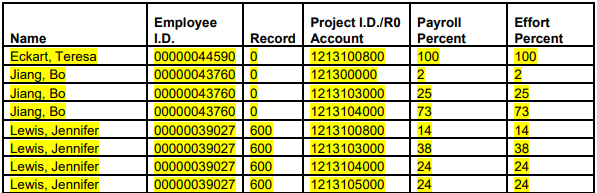 Name Employee I.D. Record Project I.D./R0 Account Payroll Percent Effort Percent
Eckart, Teresa 00000044590 0 1213100800 100 100
Jiang, Bo 00000043760 0 121300000 2 2
Jiang, Bo 00000043760 0 1213103000 25 25
Jiang, Bo 00000043760 0 1213104000 73 73
Lewis, Jennifer 00000039027 600 1213100800 14 14
Lewis, Jennifer 00000039027 600 1213103000 38 38
Lewis, Jennifer 00000039027 600 1213104000 24 24
Lewis, Jennifer 00000039027 600 1213105000 24 24